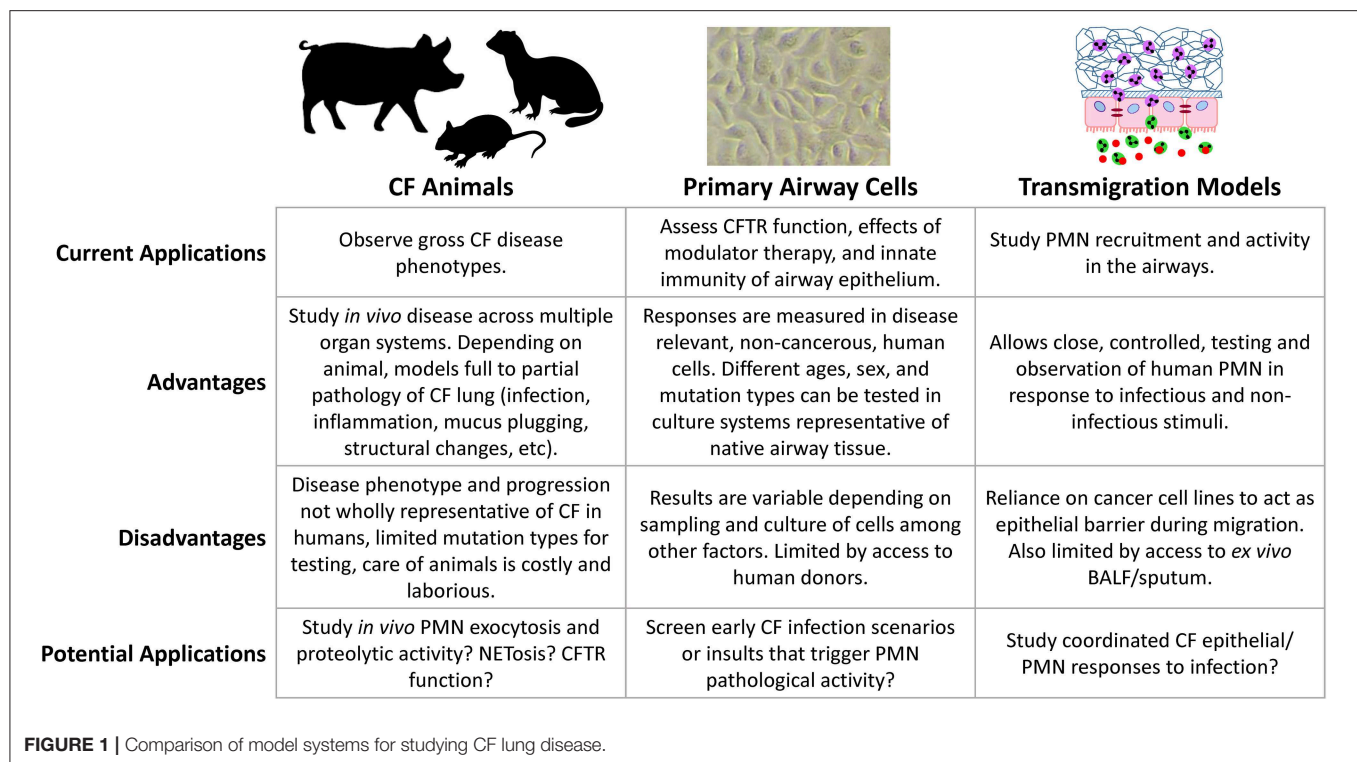 CF Animals
Primary Airway Cells
Transmigration Models
Current Applications
Observe gross CF disease
phenotypes.
Assess CFTR function, effects of
modulator therapy, and innate
immunity of airway epithelium.
Study PMN recruitment and activity
in the airways.
Advantages
Study in vivo disease across multiple
organ systems. Depending on
animal, models full to partial
pathology of CF lung (infection,
inflammation, mucus plugging,
structural changes, etc).
Responses are measured in disease
relevant, non-cancerous, human
cells. Different ages, sex, and
mutation types can be tested in
culture systems representative of
native airway tissue.
Allows close, controlled, testing and
observation of human PMN in
response to infectious and non-
infectious stimuli.
Disadvantages
Disease phenotype and progression
not wholly representative of CF in
humans, limited mutation types for
testing, care of animals is costly and
laborious.
Results are variable depending on
sampling and culture of cells among
other factors. Limited by access to
human donors.
Reliance on cancer cell lines to act as
epithelial barrier during migration.
Also limited by access to ex vivo
BALF/sputum.
Potential Applications
Study in vivo PMN exocytosis and
proteolytic activity? NETosis? CFTR
function?
Screen early CF infection scenarios
or insults that trigger PMN
pathological activity?
Study coordinated CF epithelial/
PMN responses to infection?
FIGURE 1 | Comparison of model systems for studying CF lung disease.